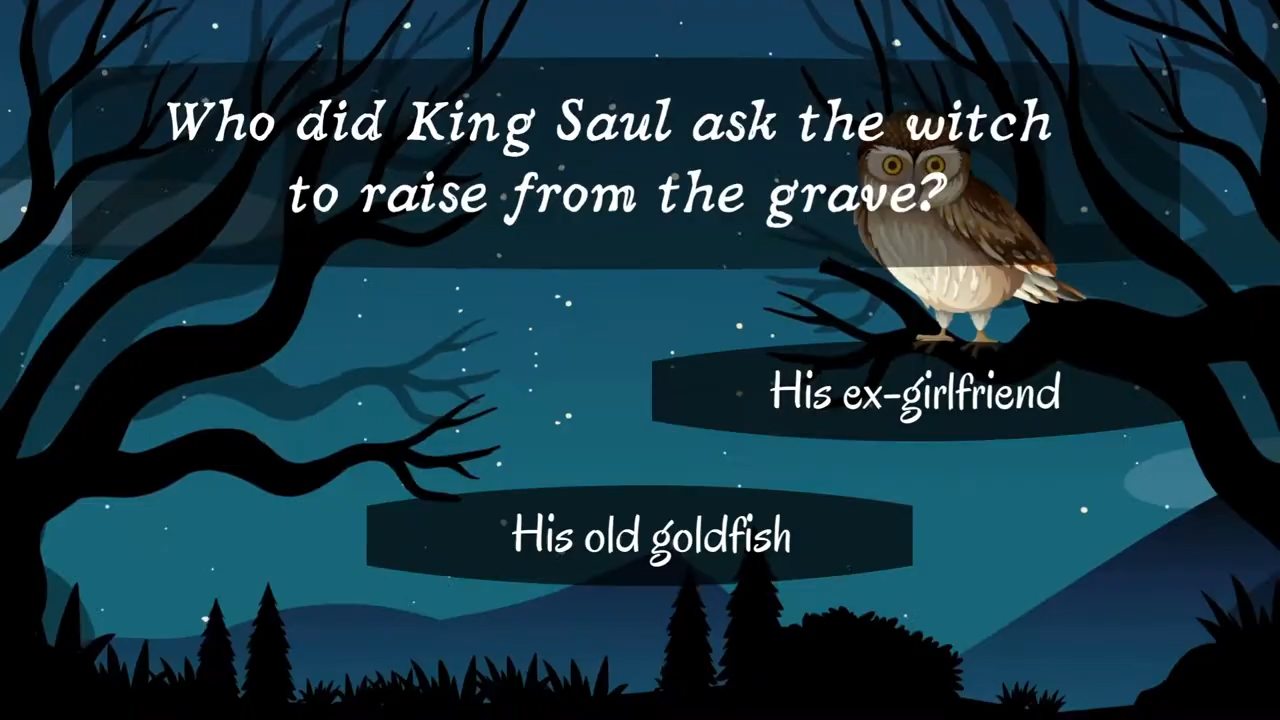 Who did King Saul ask the witch
to raise from the grave?
His ex-girlfriend
His old goldfish